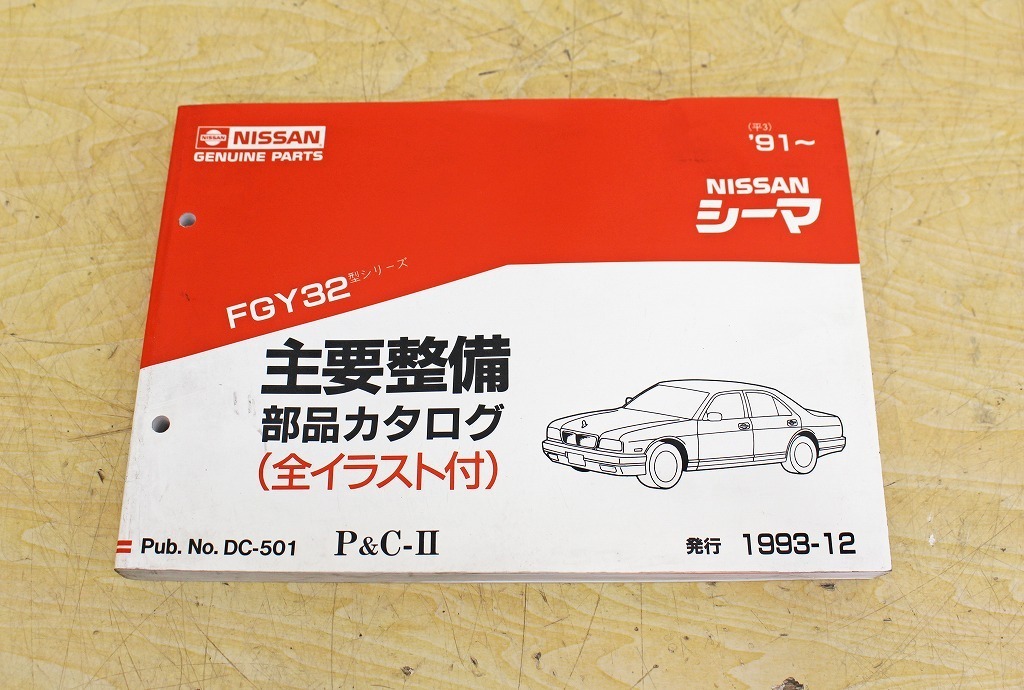 NISSAN
NISSAN
GENUINE PARTS
(平3)
'91～
NISSAN
シーマ
FGY32型シリーズ
主要整備
部品カタログ
(全イラスト付)
Pub. No. DC-501 P&C-II
発行 1993-12